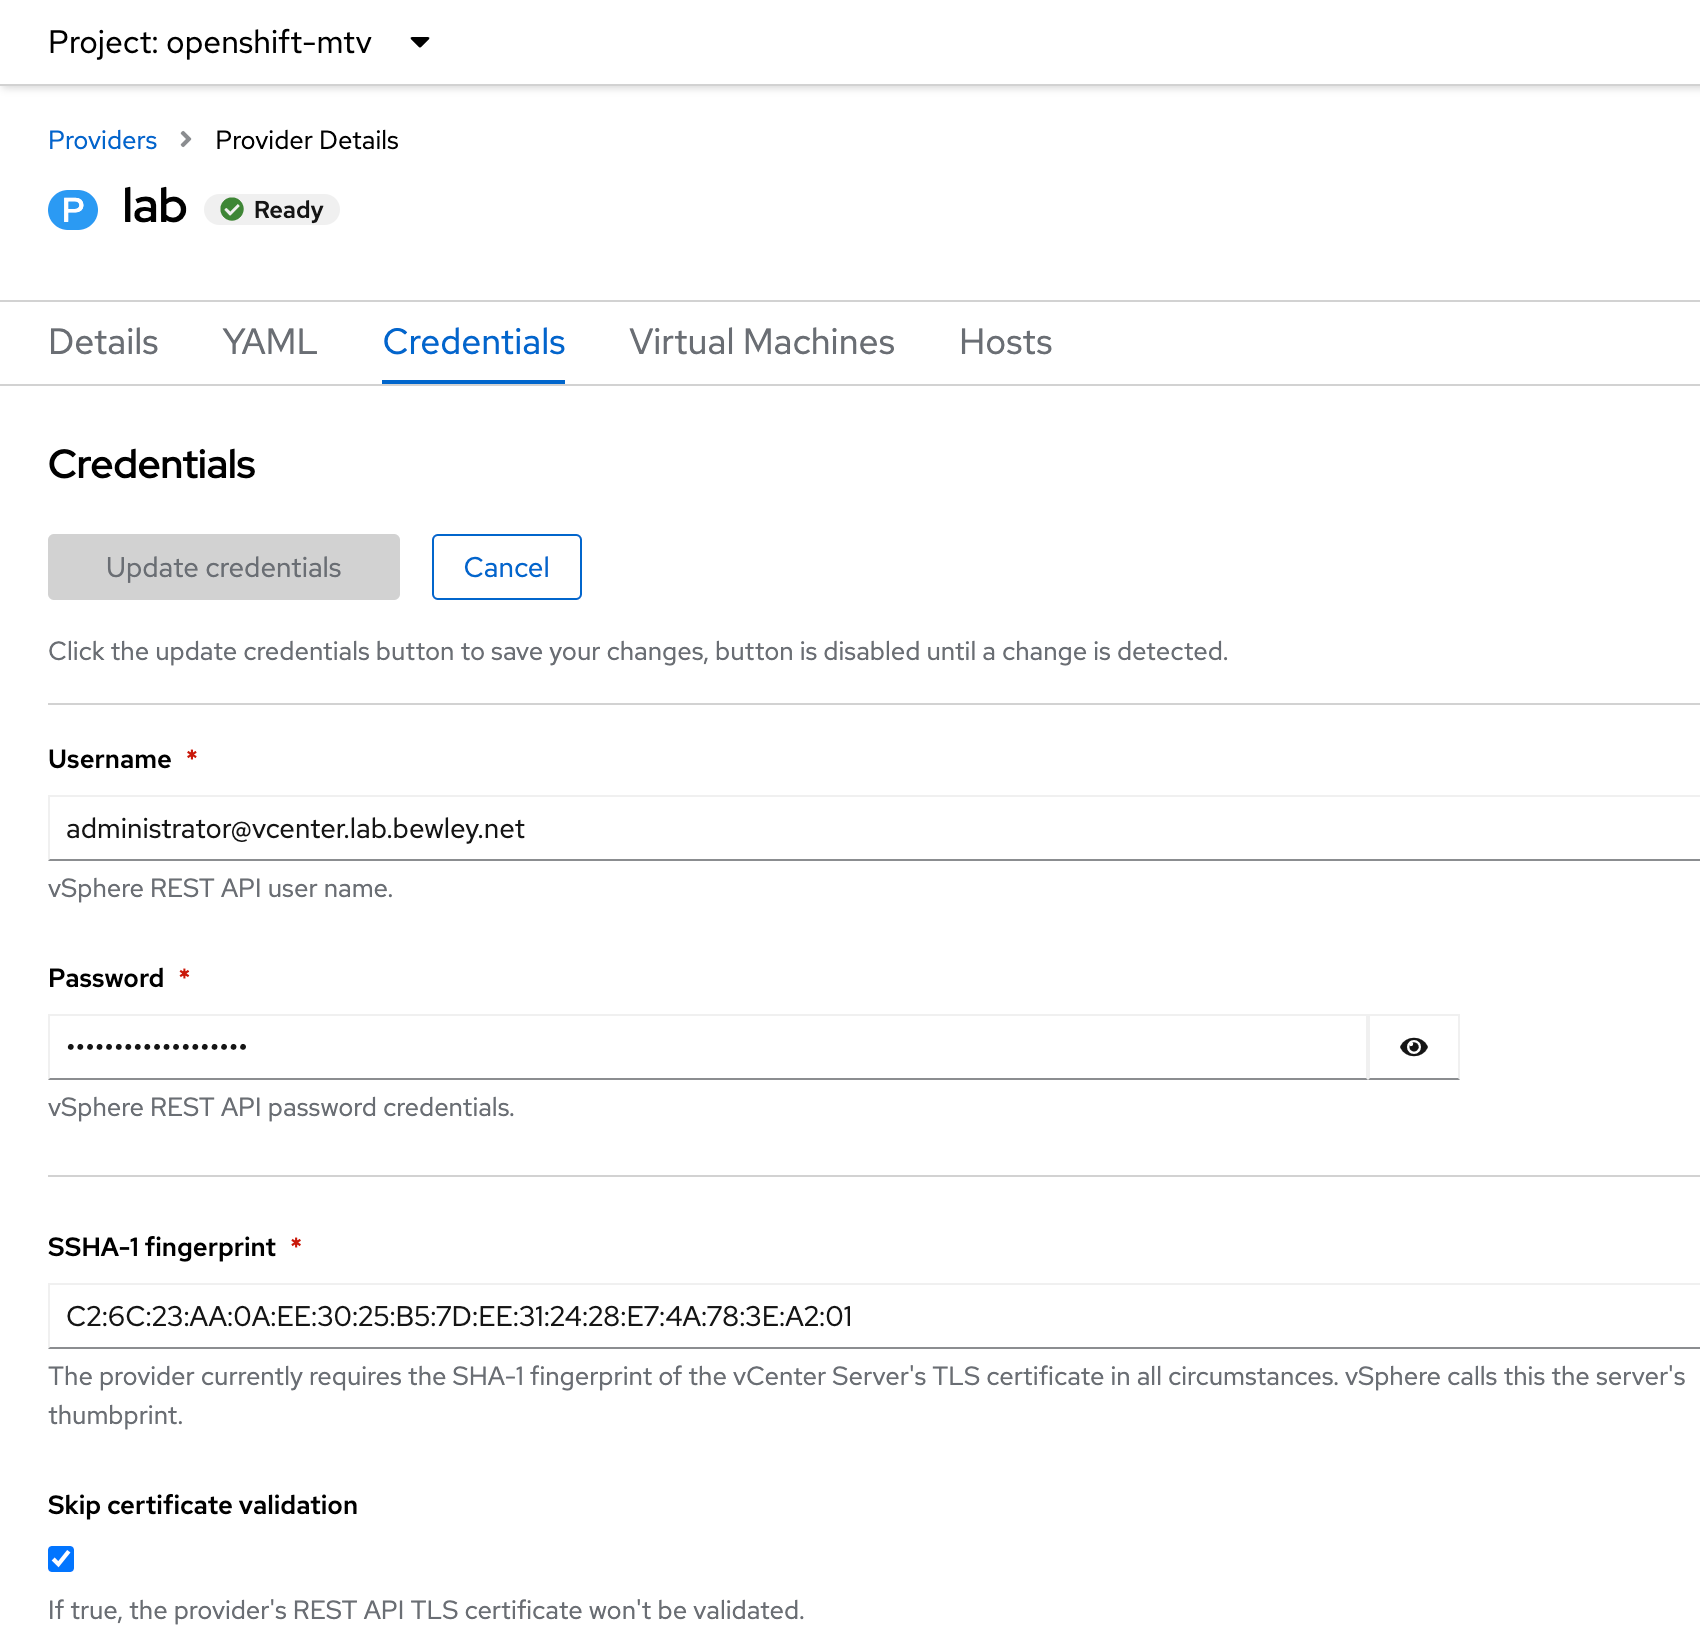 Project: openshift-mtv
Providers > Provider Details
P lab Ready
Details YAML Credentials Virtual Machines Hosts
Credentials
Update credentials Cancel
Click the update credentials button to save your changes, button is disabled until a change is detected.
Username *
administrator@vcenter.lab.bewley.net
vSphere REST API user name.
Password *
•••••••••••••••••••
vSphere REST API password credentials.
SSHA-1 fingerprint *
C2:6C:23:AA:0A:EE:30:25:B5:7D:EE:31:24:28:E7:4A:78:3E:A2:01
The provider currently requires the SHA-1 fingerprint of the vCenter Server's TLS certificate in all circumstances. vSphere calls this the server's
thumbprint.
Skip certificate validation
If true, the provider's REST API TLS certificate won't be validated.